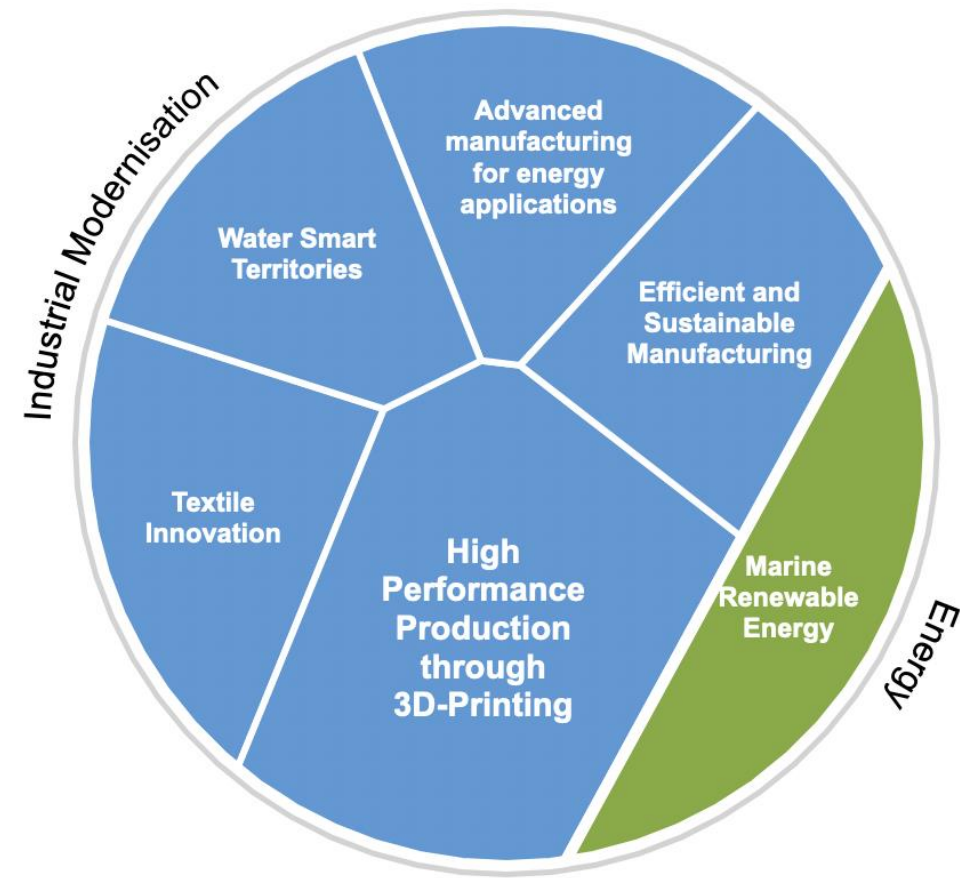 Industrial Modernisation
Advanced
manufacturing
for energy
applications
Water Smart
Territories
Efficient and
Sustainable
Manufacturing
Textile
Innovation
High
Performance
Production
through
3D-Printing
Marine
Renewable
Energy
Energy